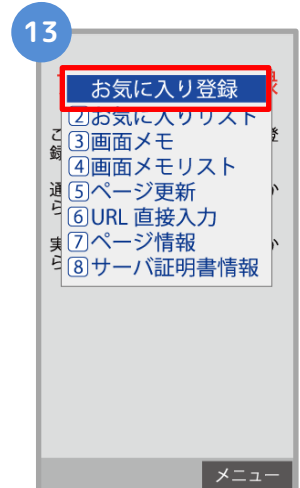 13
お気に入り登録
2お気に入りリスト
3画面メモ
4画面メモリスト
5ページ更新
6URL 直接入力
7ページ情報
8サーバ証明書情報
メニュー